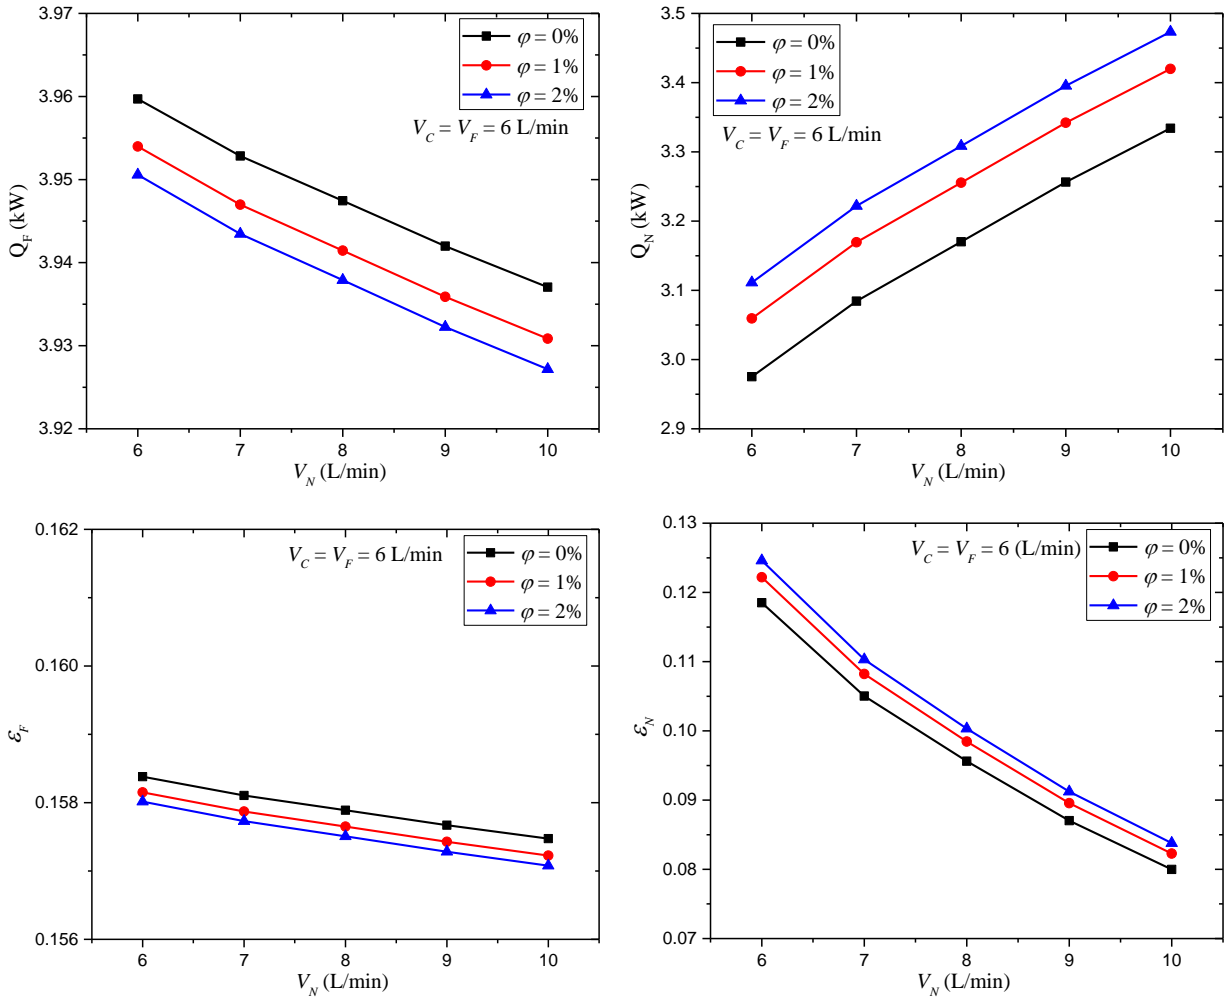 3.97
3.96
3.95
3.94
3.93
3.92
Q_F (kW)
φ = 0%
φ = 1%
φ = 2%
V_C = V_F = 6 L/min
6 7 8 9 10
V_N (L/min)
3.5
3.4
3.3
3.2
3.1
3.0
2.9
Q_N (kW)
φ = 0%
φ = 1%
φ = 2%
V_C = V_F = 6 L/min
6 7 8 9 10
V_N (L/min)
0.162
0.160
0.158
0.156
ε_F
V_C = V_F = 6 L/min
φ = 0%
φ = 1%
φ = 2%
6 7 8 9 10
V_N (L/min)
0.13
0.12
0.11
0.10
0.09
0.08
0.07
ε_N
V_C = V_F = 6 (L/min)
φ = 0%
φ = 1%
φ = 2%
6 7 8 9 10
V_N (L/min)